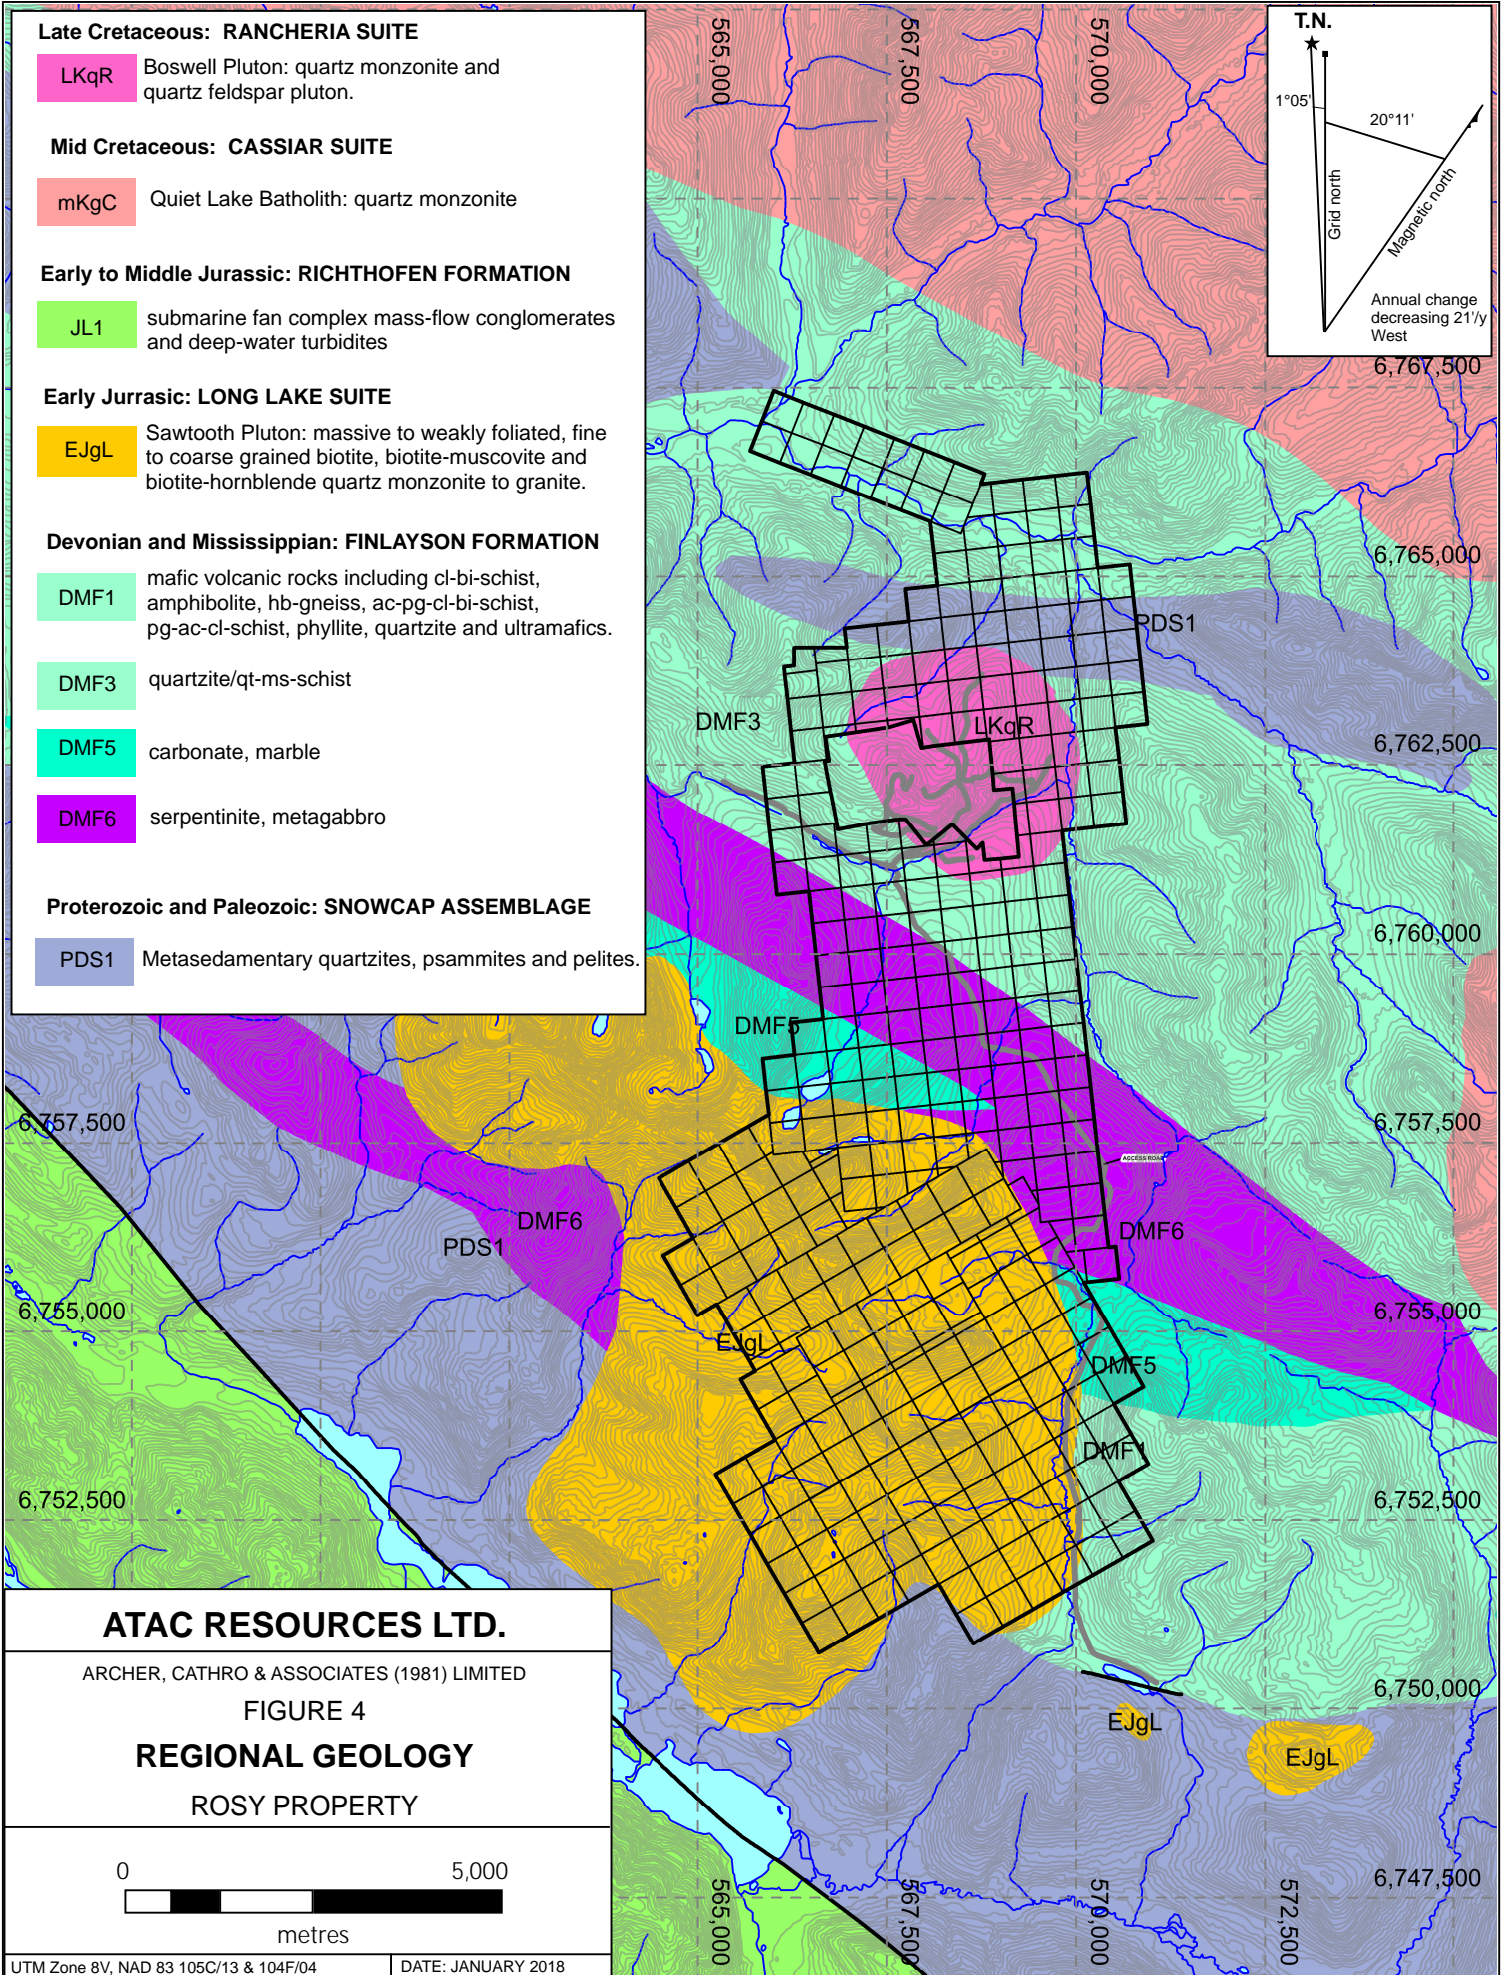 Late Cretaceous: RANCHERIA SUITE
LKqR
Boswell Pluton: quartz monzonite and
quartz feldspar pluton.
Mid Cretaceous: CASSIAR SUITE
mKgC
Quiet Lake Batholith: quartz monzonite
Early to Middle Jurassic: RICHTHOFEN FORMATION
JL1
submarine fan complex mass-flow conglomerates
and deep-water turbidites
Early Jurrasic: LONG LAKE SUITE
EJgL
Sawtooth Pluton: massive to weakly foliated, fine
to coarse grained biotite, biotite-muscovite and
biotite-hornblende quartz monzonite to granite.
Devonian and Mississippian: FINLAYSON FORMATION
DMF1
mafic volcanic rocks including cl-bi-schist,
amphibolite, hb-gneiss, ac-pg-cl-bi-schist,
pg-ac-cl-schist, phyllite, quartzite and ultramafics.
DMF3
quartzite/qt-ms-schist
DMF5
carbonate, marble
DMF6
serpentinite, metagabbro
Proterozoic and Paleozoic: SNOWCAP ASSEMBLAGE
PDS1
Metasedamentary quartzites, psammites and pelites.
565,000
567,500
570,000
T.N.
1°05'
20°11'
Grid north
Magnetic north
Annual change
decreasing 21'/y
West
6,767,500
6,765,000
PDS1
DMF3
LKqR
6,762,500
6,760,000
DMF5
6,757,500
6,757,500
ACCESS ROAD
DMF6
PDS1
DMF6
6,755,000
6,755,000
EJgL
DMF5
DMF1
6,752,500
6,752,500
6,750,000
EJgL
EJgL
6,747,500
565,000
567,500
570,000
572,500
ATAC RESOURCES LTD.
ARCHER, CATHRO & ASSOCIATES (1981) LIMITED
FIGURE 4
REGIONAL GEOLOGY
ROSY PROPERTY
0 5,000
metres
UTM Zone 8V, NAD 83 105C/13 & 104F/04
DATE: JANUARY 2018